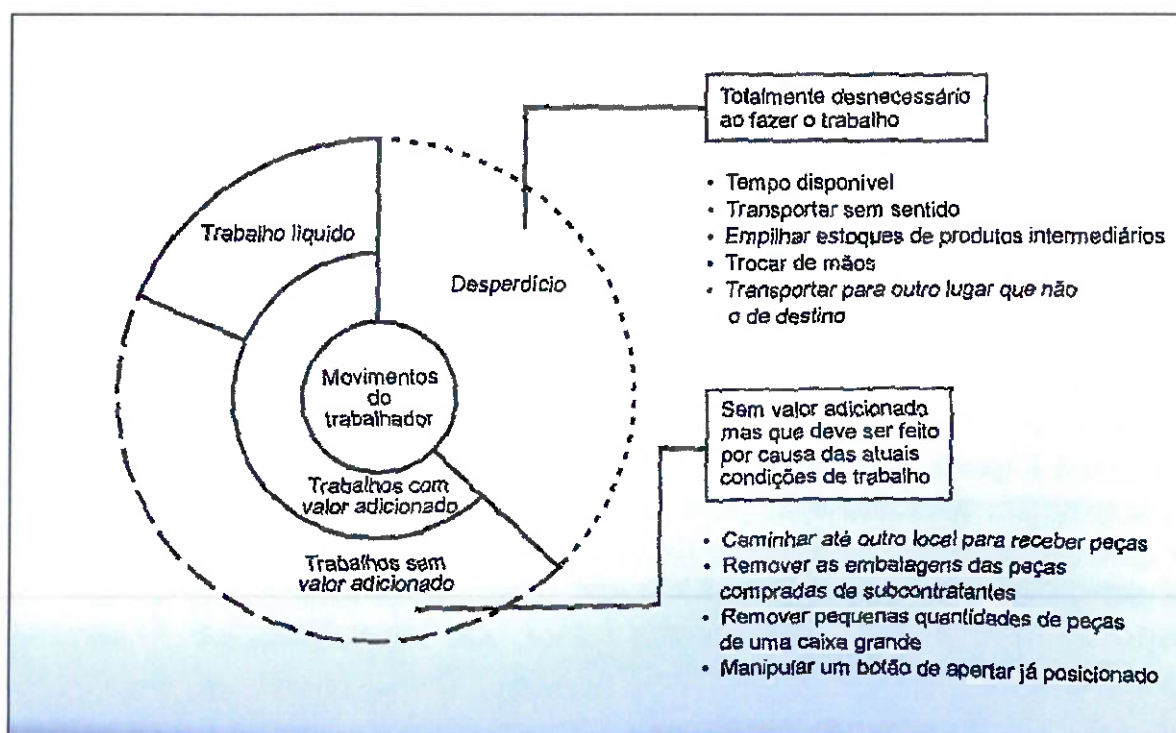 Totalmente desnecessário
ao fazer o trabalho
• Tempo disponível
• Transportar sem sentido
• Empilhar estoques de produtos intermediários
• Trocar de mãos
• Transportar para outro lugar que não
o de destino
Trabalho líquido
Desperdício
Movimentos
do
trabalhador
Trabalhos com
valor adicionado
Trabalhos sem
valor adicionado
Sem valor adicionado
mas que deve ser feito
por causa das atuais
condições de trabalho
• Caminhar até outro local para receber peças
• Remover as embalagens das peças
compradas de subcontratantes
• Remover pequenas quantidades de peças
de uma caixa grande
• Manipular um botão de apertar já posicionado